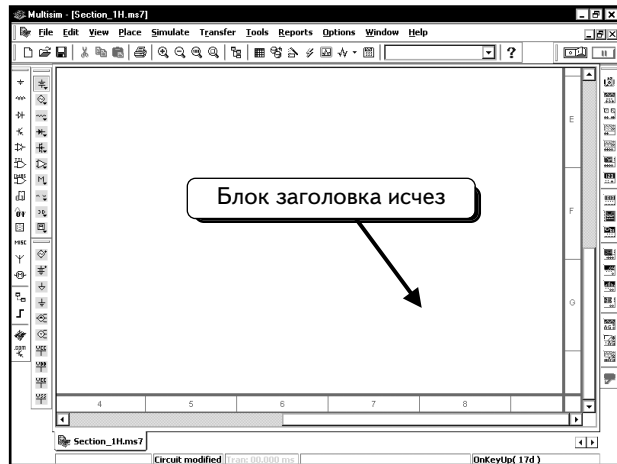 Multisim - [Section_1H.ms7]
File Edit View Place Simulate Transfer Tools Reports Options Window Help
?
E
Блок заголовка исчез
F
G
MISC
4 5 6 7 8
Section_1H.ms7
Circuit modified Tran: 00.000 ms OnKeyUp( 17d )